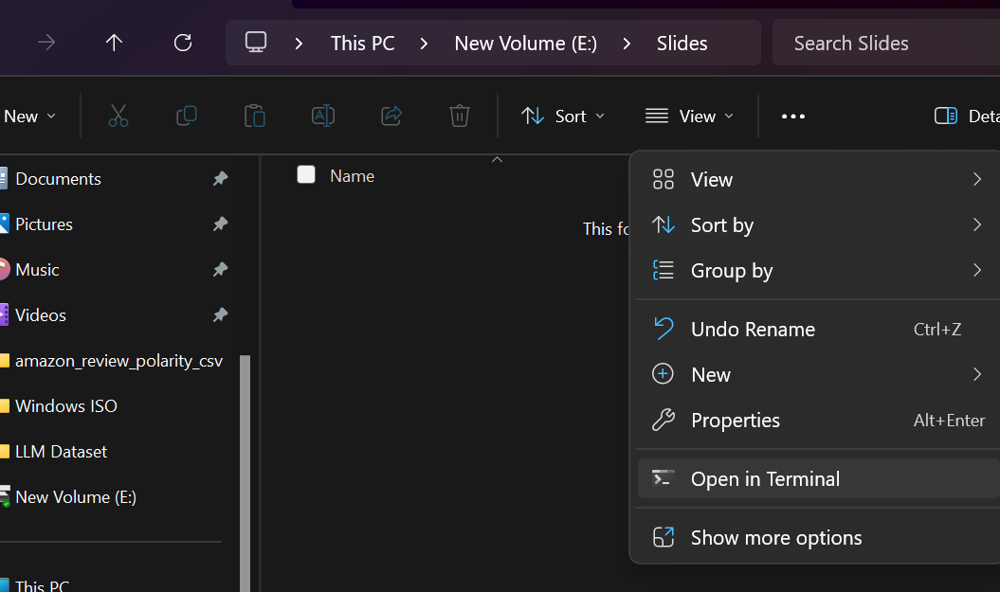 This PC
New Volume (E:)
Slides
Search Slides
New
Sort
View
Documents
Pictures
Music
Videos
amazon_review_polarity_csv
Windows ISO
LLM Dataset
New Volume (E:)
This PC
Name
This
View
Sort by
Group by
Undo Rename Ctrl+Z
New
Properties Alt+Enter
Open in Terminal
Show more options